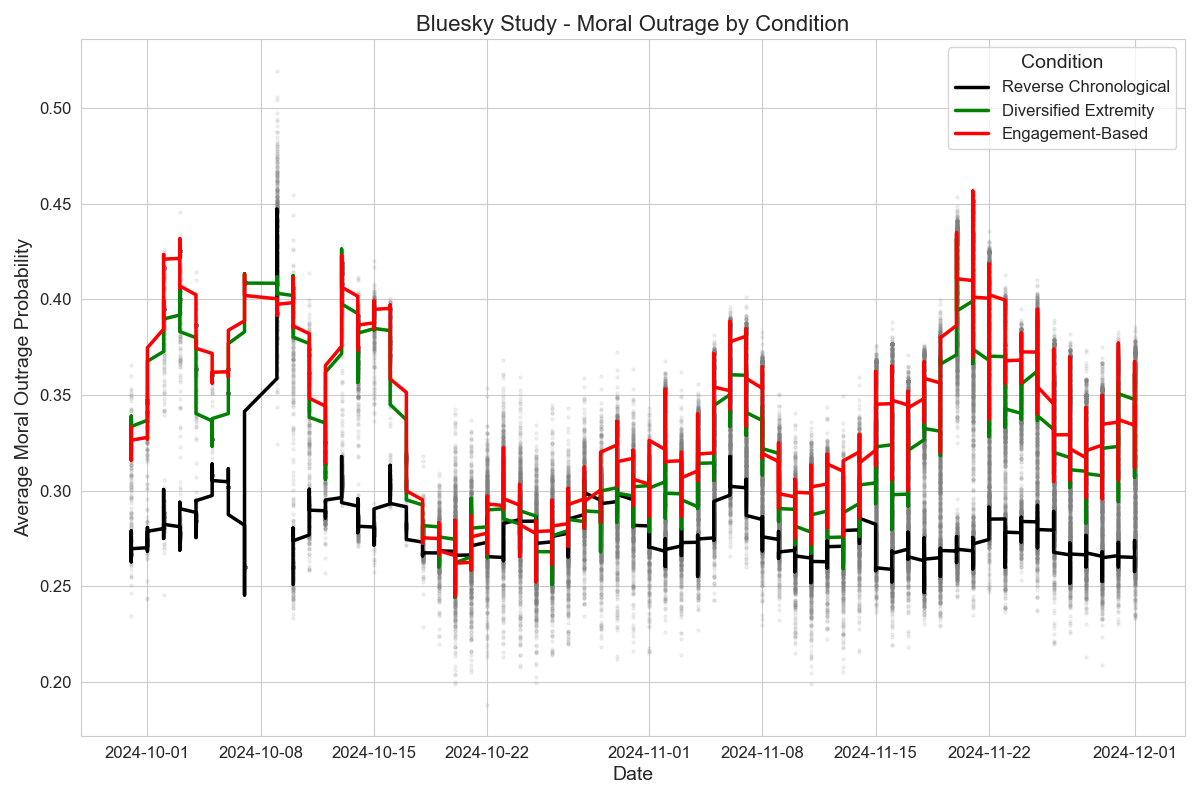 Bluesky Study - Moral Outrage by Condition
Condition
Reverse Chronological
Diversified Extremity
Engagement-Based
Average Moral Outrage Probability
0.50
0.45
0.40
0.35
0.30
0.25
0.20
2024-10-01
2024-10-08
2024-10-15
2024-10-22
2024-11-01
2024-11-08
2024-11-15
2024-11-22
2024-12-01
Date